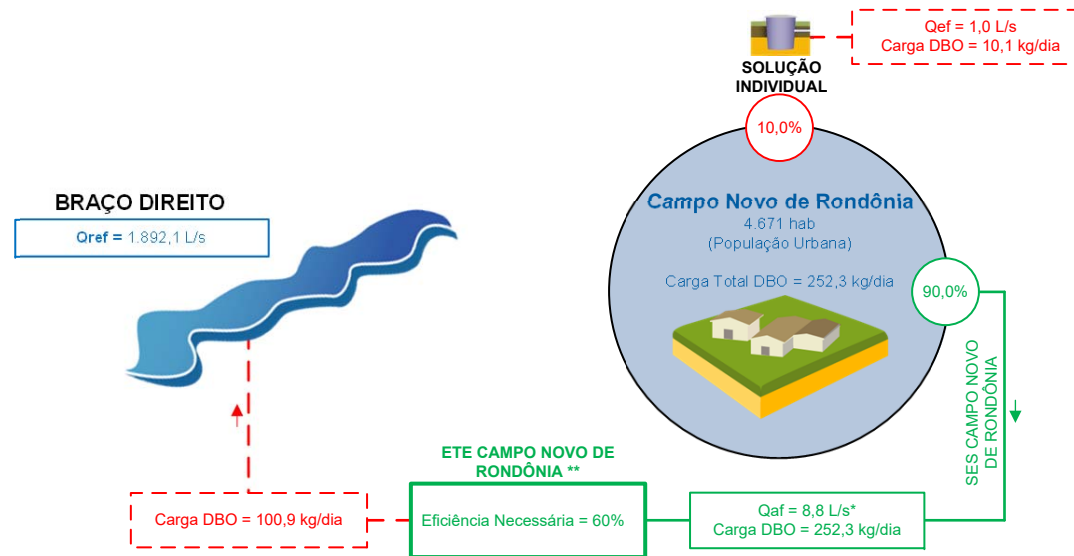 Qef = 1,0 L/s
Carga DBO = 10,1 kg/dia
SOLUÇÃO
INDIVIDUAL
10,0%
BRAÇO DIREITO
Qref = 1.892,1 L/s
Campo Novo de Rondônia
4.671 hab
(População Urbana)
Carga Total DBO = 252,3 kg/dia
90,0%
SES CAMPO NOVO
DE RONDÔNIA
ETE CAMPO NOVO DE
RONDÔNIA **
Carga DBO = 100,9 kg/dia
Eficiência Necessária = 60%
Qaf = 8,8 L/s*
Carga DBO = 252,3 kg/dia